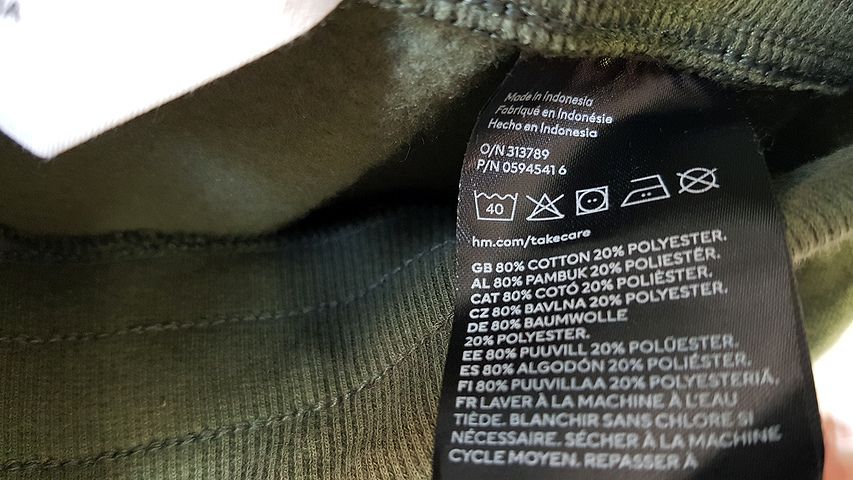 Made in Indonesia
Fabriqué en Indonésie
Hecho en Indonesia
O/N 313789
P/N 0594541 6
40
hm.com/takecare
GB 80% COTTON 20% POLYESTER.
AL 80% PAMBUK 20% POLIESTËR.
CAT 80% COTÓ 20% POLIÈSTER.
CZ 80% BAVLNA 20% POLYESTER.
DE 80% BAUMWOLLE
20% POLYESTER.
EE 80% PUUVILL 20% POLÜESTER.
ES 80% ALGODÓN 20% POLIÉSTER.
FI 80% PUUVILLAA 20% POLYESTERIÄ.
FR LAVER À LA MACHINE À L'EAU
TIÈDE. BLANCHIR SANS CHLORE SI
NÉCESSAIRE. SÉCHER À LA MACHINE
CYCLE MOYEN. REPASSER À